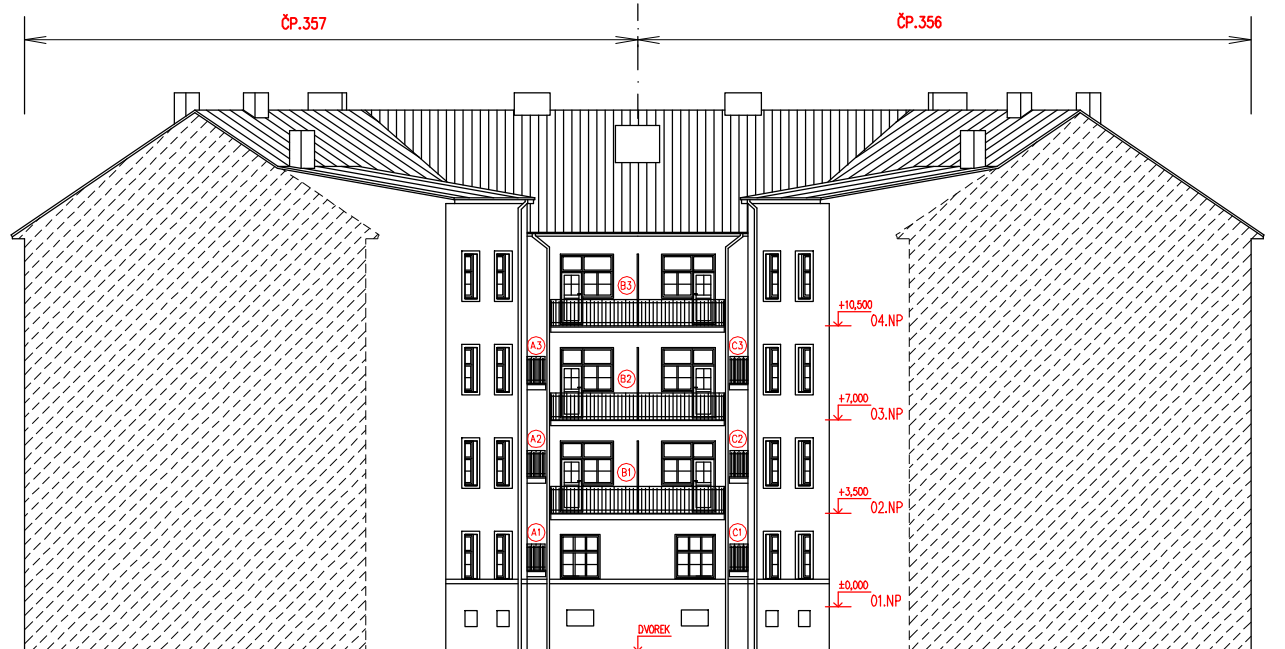 ČP.357
ČP.356
B3
+10,500
04.NP
A3
C3
B2
+7,000
03.NP
A2
C2
B1
+3,500
02.NP
A1
C1
±0,000
01.NP
DVOREK